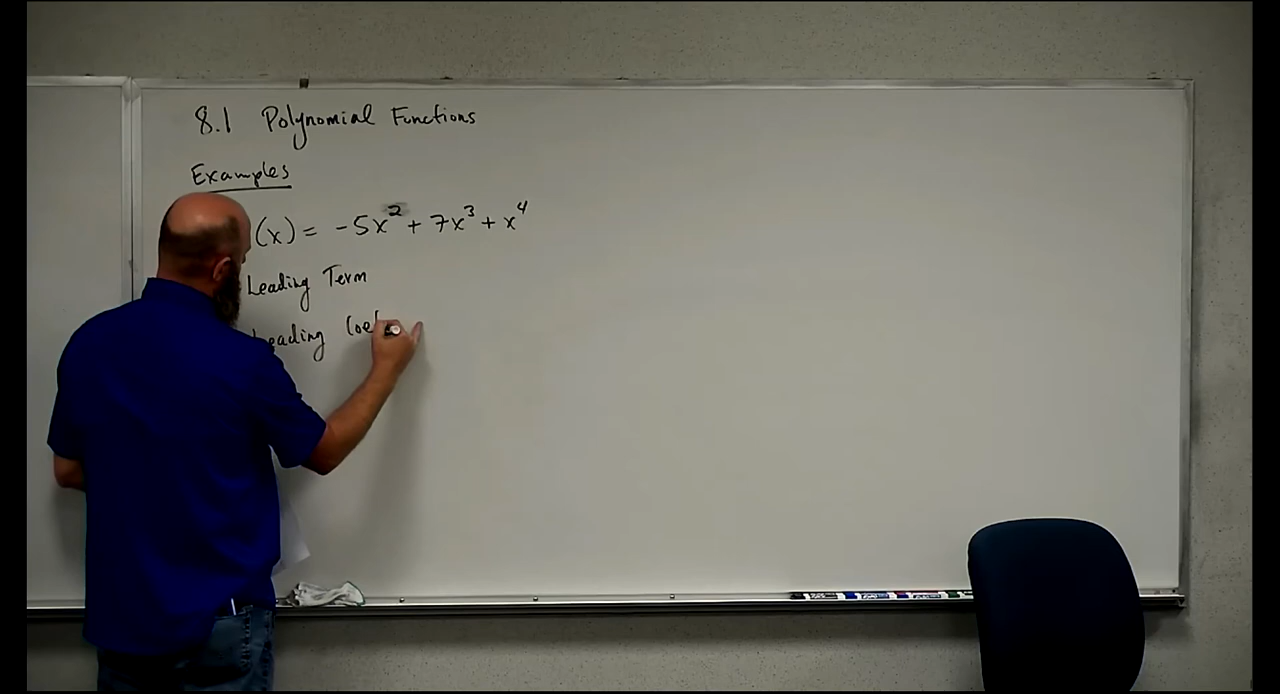 8.1 Polynomial Functions
Examples
(x) = -5x² + 7x³ + x⁴
Leading Term
Leading Coef